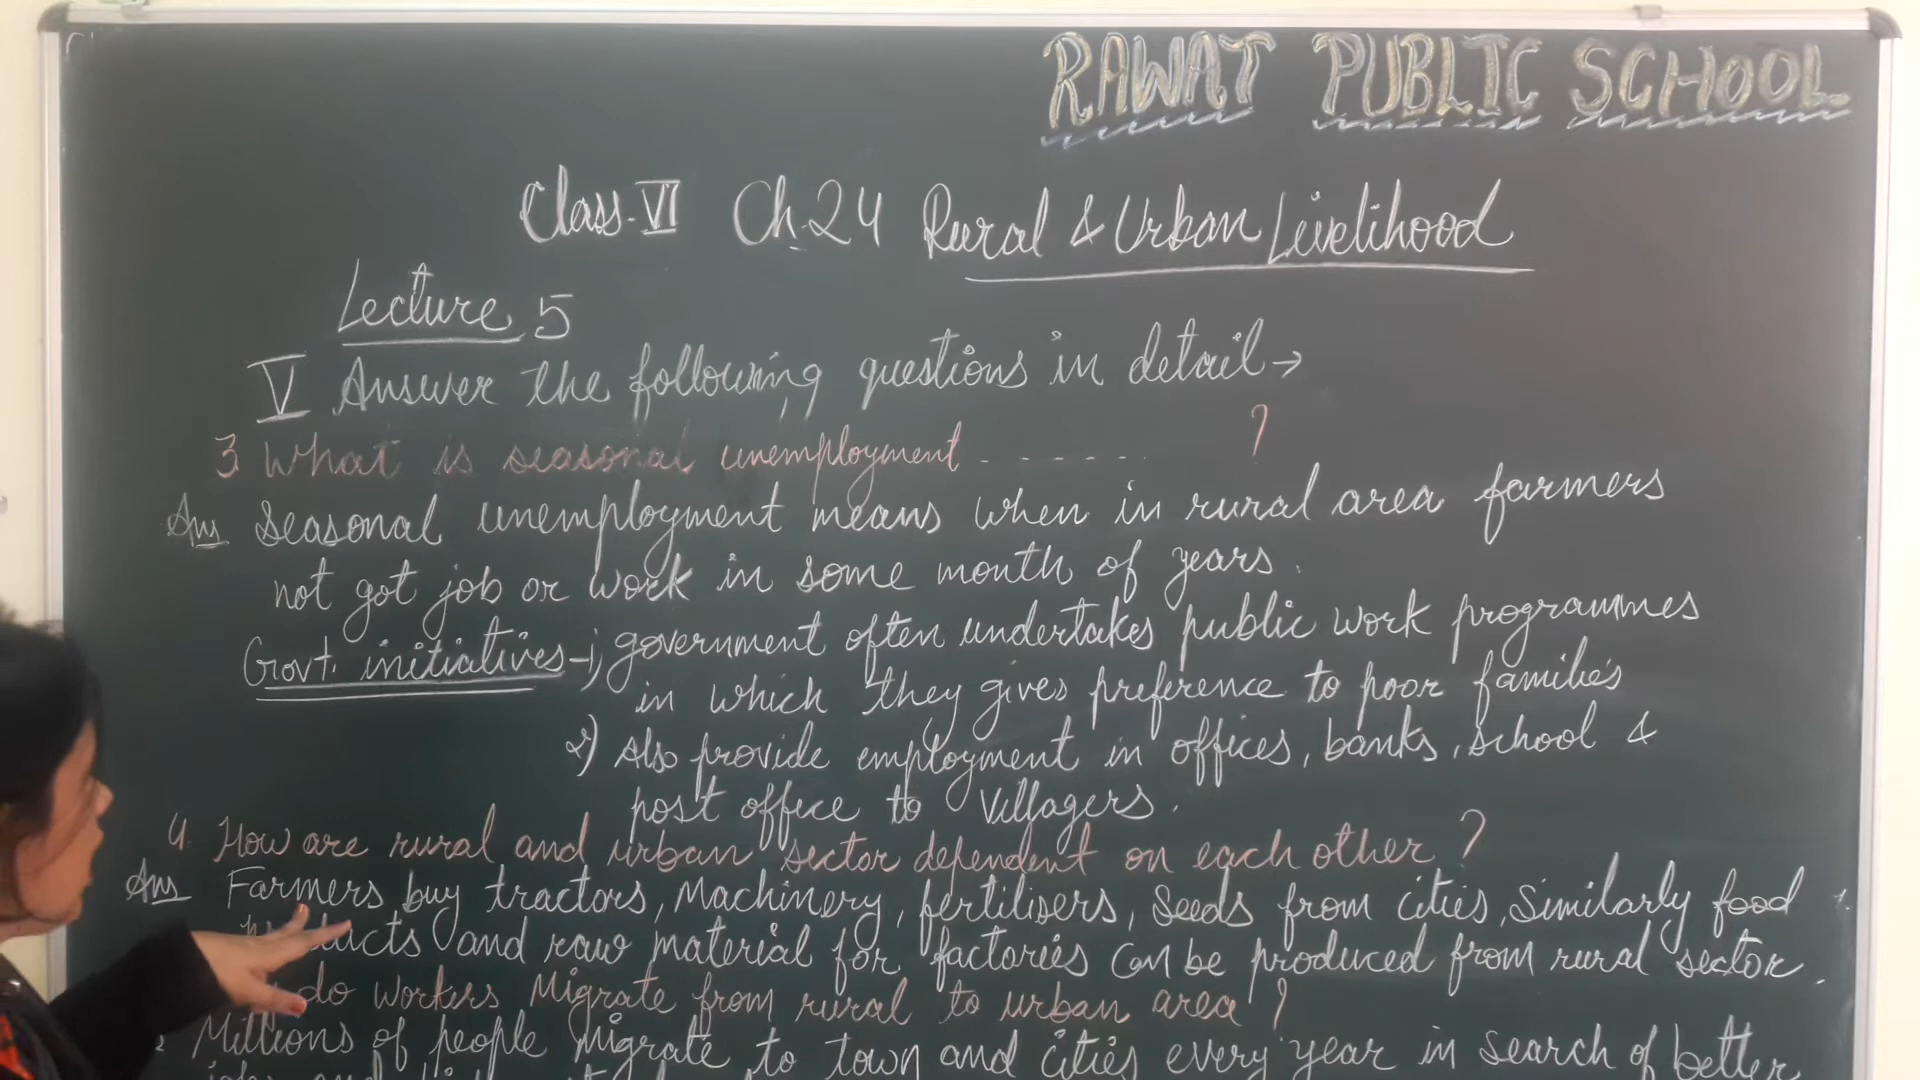 RAWAT PUBLIC SCHOOL.
Class-VI Ch.24 Rural & Urban Livelihood
Lecture 5
V Answer the following questions in detail→
3. What is seasonal unemployment ....... ?
Ans Seasonal unemployment means when in rural area farmers
not got job or work in some month of years.
Govt. initiatives-i) government often undertakes public work programmes
in which they gives preference to poor families
2) Also provide employment in offices, banks, school &
post office to villagers.
4. How are rural and urban sector dependent on each other?
Ans Farmers buy tractors, Machinery, fertilisers, Seeds from cities, Similarly food
products and raw material for factories can be produced from rural sector.
do workers Migrate from rural to urban area?
Millions of people migrate to town and cities every year in search of better